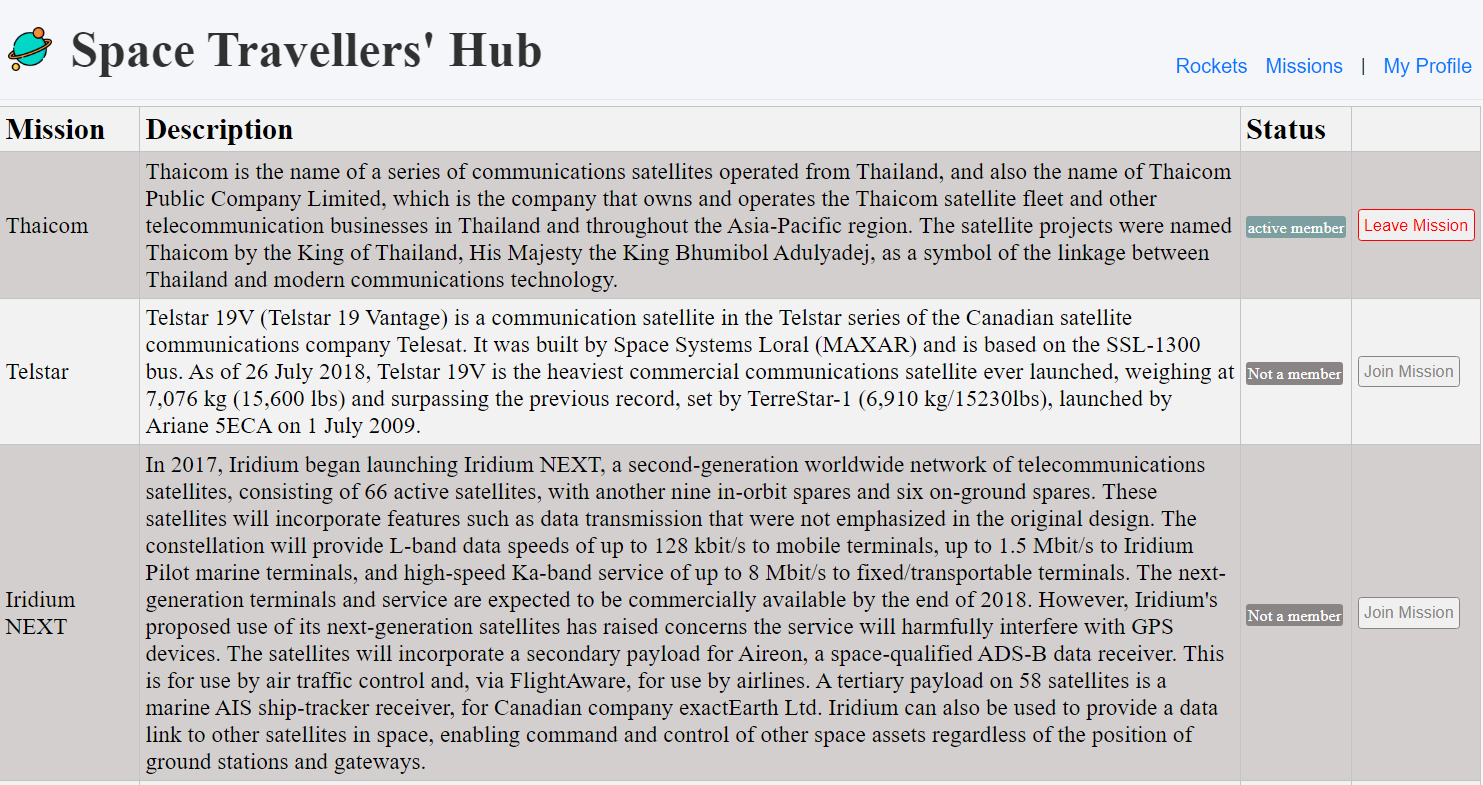 Space Travellers' Hub
Rockets Missions | My Profile
Mission Description Status
Thaicom
Thaicom is the name of a series of communications satellites operated from Thailand, and also the name of Thaicom
Public Company Limited, which is the company that owns and operates the Thaicom satellite fleet and other
telecommunication businesses in Thailand and throughout the Asia-Pacific region. The satellite projects were named
Thaicom by the King of Thailand, His Majesty the King Bhumibol Adulyadej, as a symbol of the linkage between
Thailand and modern communications technology.
active member
Leave Mission
Telstar
Telstar 19V (Telstar 19 Vantage) is a communication satellite in the Telstar series of the Canadian satellite
communications company Telesat. It was built by Space Systems Loral (MAXAR) and is based on the SSL-1300
bus. As of 26 July 2018, Telstar 19V is the heaviest commercial communications satellite ever launched, weighing at
7,076 kg (15,600 lbs) and surpassing the previous record, set by TerreStar-1 (6,910 kg/15230lbs), launched by
Ariane 5ECA on 1 July 2009.
Not a member
Join Mission
Iridium
NEXT
In 2017, Iridium began launching Iridium NEXT, a second-generation worldwide network of telecommunications
satellites, consisting of 66 active satellites, with another nine in-orbit spares and six on-ground spares. These
satellites will incorporate features such as data transmission that were not emphasized in the original design. The
constellation will provide L-band data speeds of up to 128 kbit/s to mobile terminals, up to 1.5 Mbit/s to Iridium
Pilot marine terminals, and high-speed Ka-band service of up to 8 Mbit/s to fixed/transportable terminals. The next-
generation terminals and service are expected to be commercially available by the end of 2018. However, Iridium's
proposed use of its next-generation satellites has raised concerns the service will harmfully interfere with GPS
devices. The satellites will incorporate a secondary payload for Aireon, a space-qualified ADS-B data receiver. This
is for use by air traffic control and, via FlightAware, for use by airlines. A tertiary payload on 58 satellites is a
marine AIS ship-tracker receiver, for Canadian company exactEarth Ltd. Iridium can also be used to provide a data
link to other satellites in space, enabling command and control of other space assets regardless of the position of
ground stations and gateways.
Not a member
Join Mission